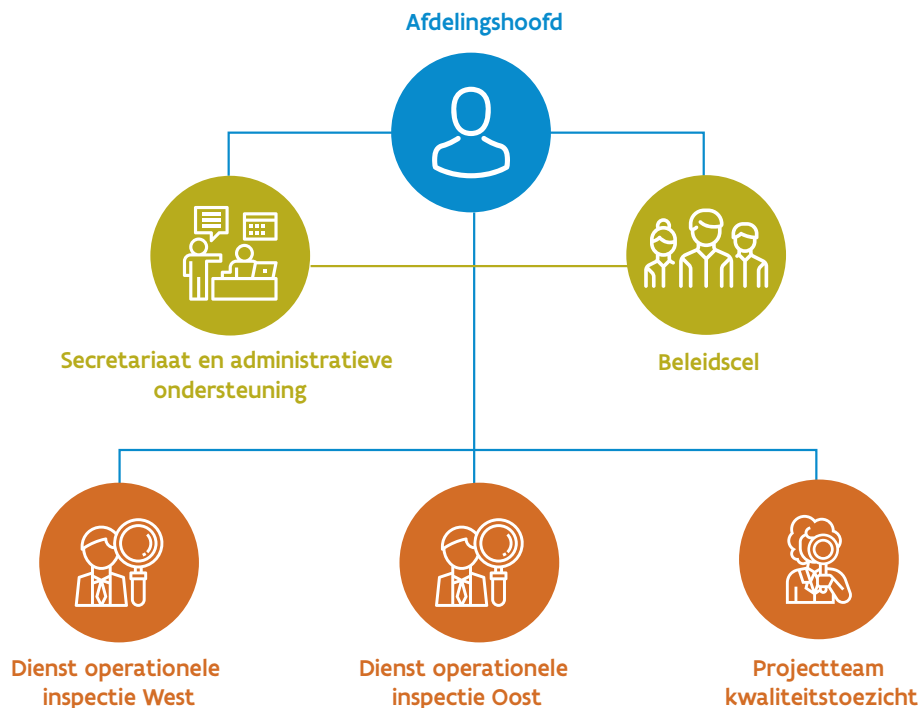 Afdelingshoofd
Secretariaat en administratieve
ondersteuning
Beleidscel
Dienst operationele
inspectie West
Dienst operationele
inspectie Oost
Projectteam
kwaliteitstoezicht